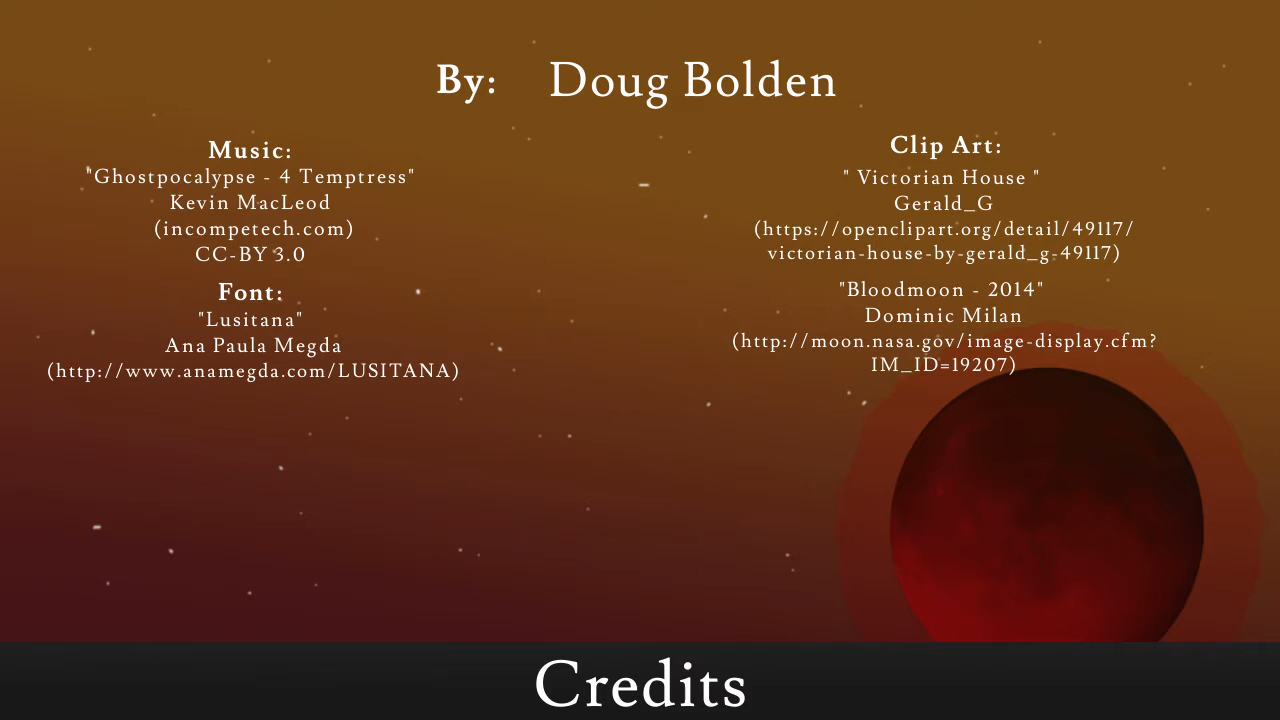 By: Doug Bolden
Music:
"Ghostpocalypse - 4 Temptress"
Kevin MacLeod
(incompetech.com)
CC-BY 3.0
Font:
"Lusitana"
Ana Paula Megda
(http://www.anamegda.com/LUSITANA)
Clip Art:
" Victorian House "
Gerald_G
(https://openclipart.org/detail/49117/
victorian-house-by-gerald_g-49117)
"Bloodmoon - 2014"
Dominic Milan
(http://moon.nasa.gov/image-display.cfm?
IM_ID=19207)
Credits